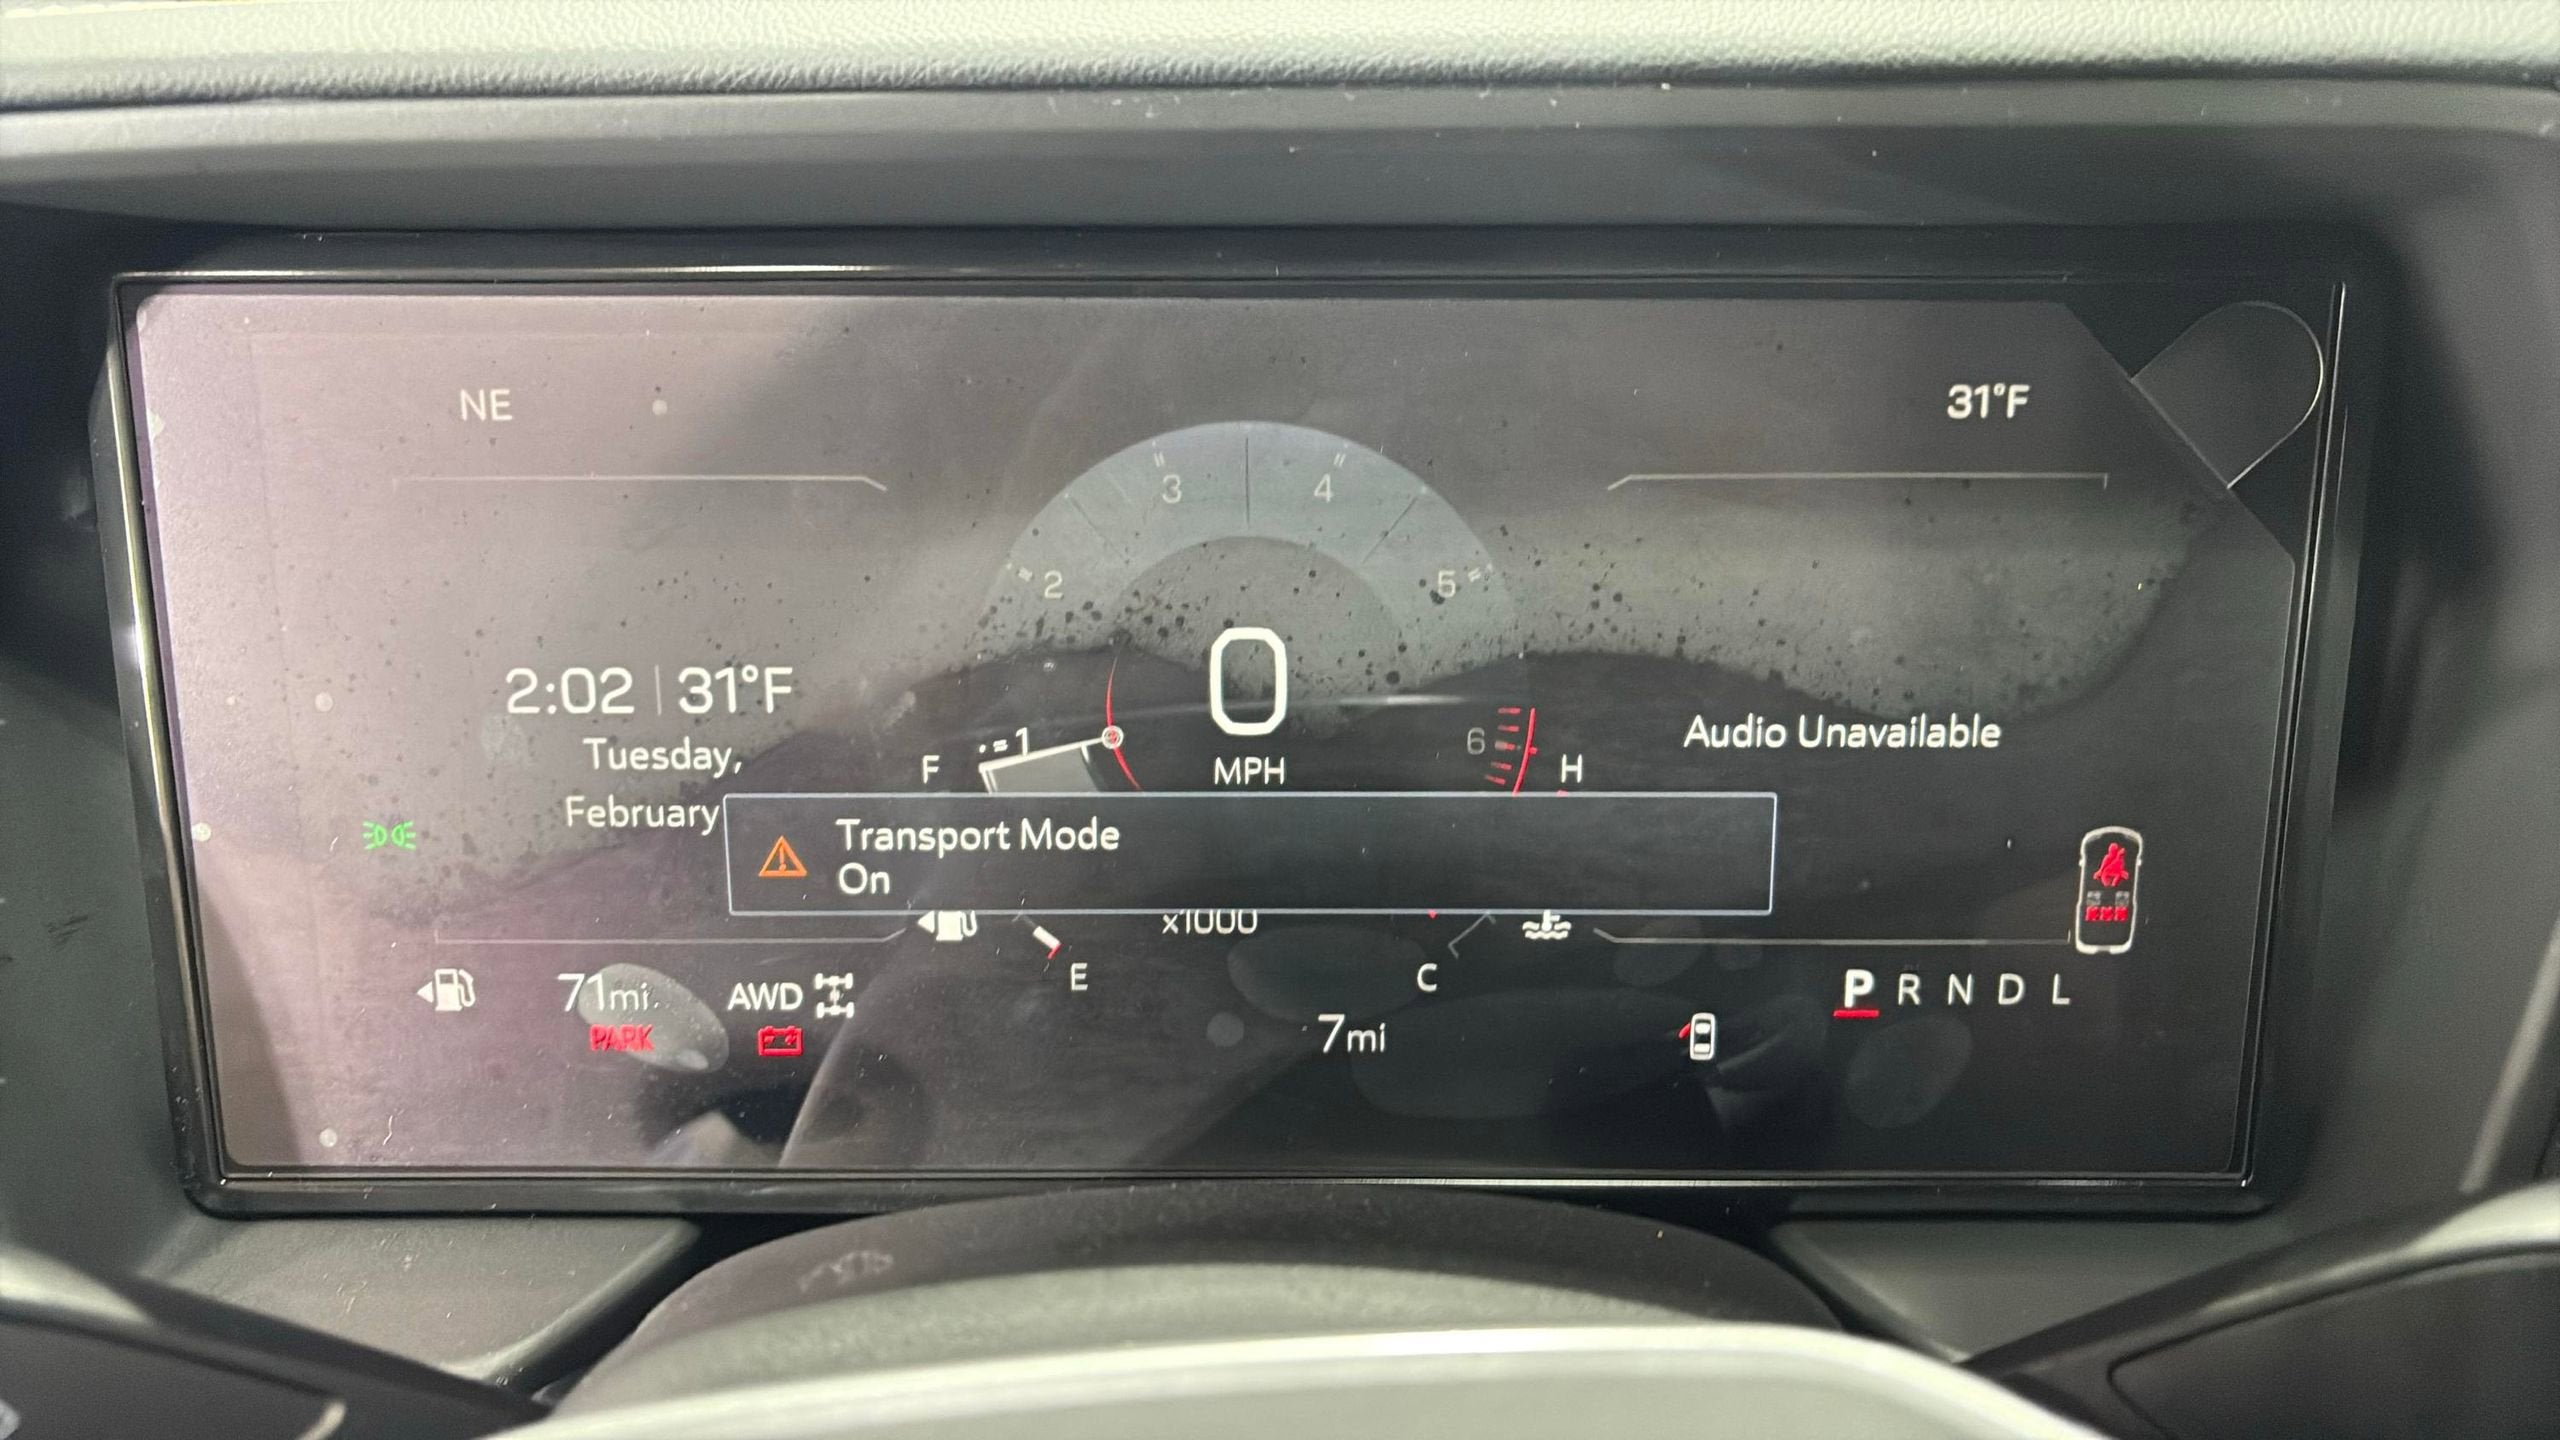 NE
31°F
3
4
2
5
2:02 | 31°F
0
Tuesday,
1
6
Audio Unavailable
F
MPH
H
February
Transport Mode
On
x1000
E
C
71mi
AWD
P R N D L
PARK
7mi